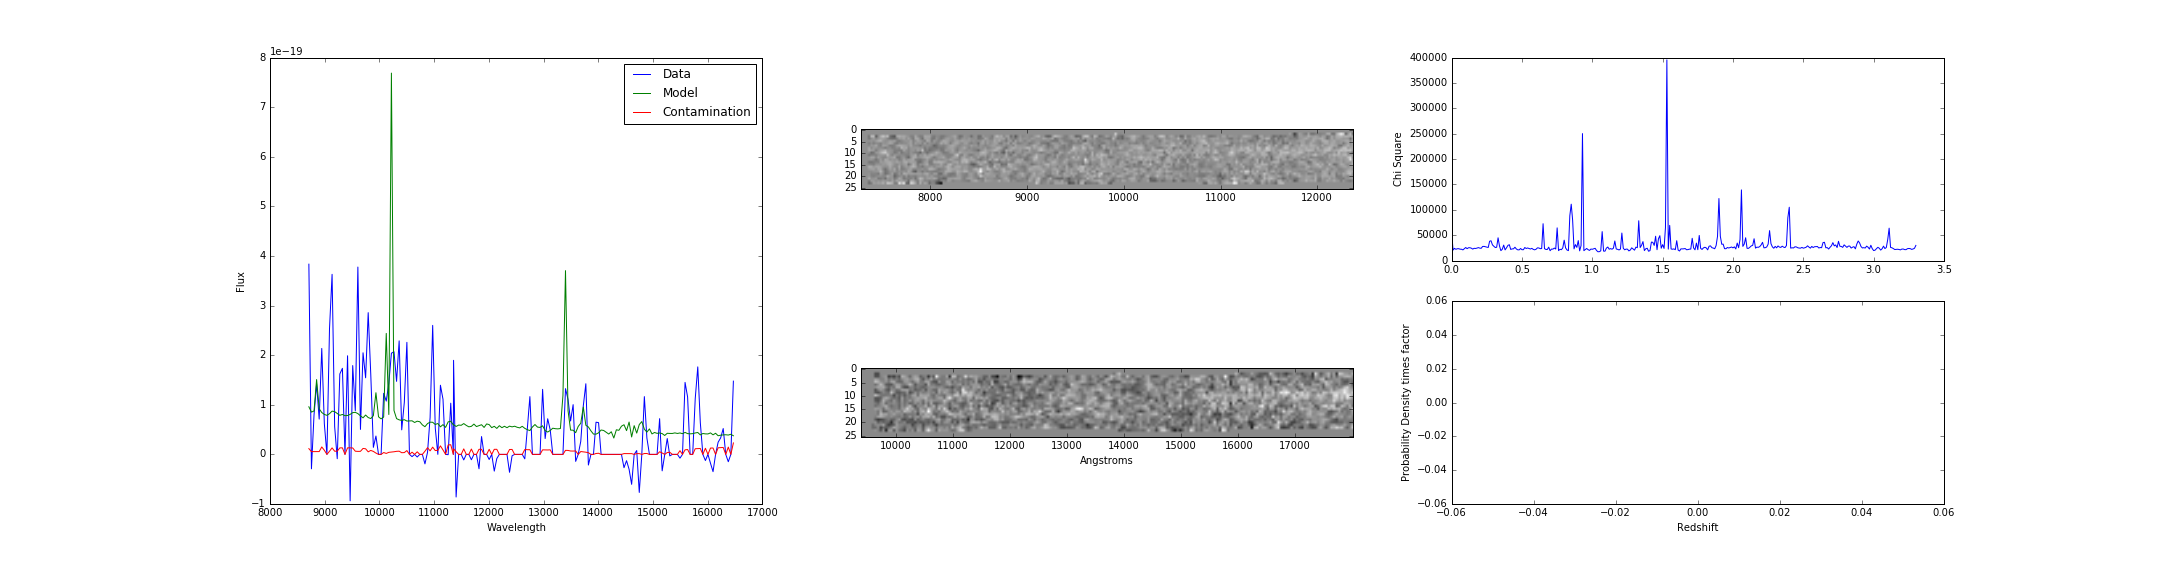 1e−19
8
7
6
5
4
3
2
1
0
−1
Flux
8000 9000 10000 11000 12000 13000 14000 15000 16000 17000
Wavelength
Data
Model
Contamination
0
5
10
15
20
25
8000 9000 10000 11000 12000
0
5
10
15
20
25
10000 11000 12000 13000 14000 15000 16000 17000
Angstroms
400000
350000
300000
250000
200000
150000
100000
50000
0
Chi Square
0.0 0.5 1.0 1.5 2.0 2.5 3.0 3.5
0.06
0.04
0.02
0.00
−0.02
−0.04
−0.06
Probability Density times factor
−0.06 −0.04 −0.02 0.00 0.02 0.04 0.06
Redshift